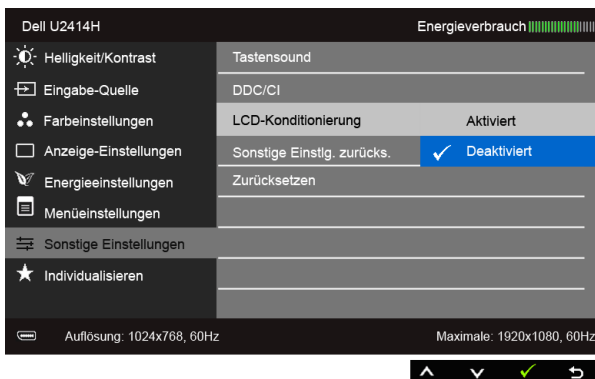 Dell U2414H Energieverbrauch
Helligkeit/Kontrast Tastensound
Eingabe-Quelle DDC/CI
Farbeinstellungen LCD-Konditionierung Aktiviert
Anzeige-Einstellungen Sonstige Einstlg. zurücks. Deaktiviert
Energieeinstellungen Zurücksetzen
Menüeinstellungen
Sonstige Einstellungen
Individualisieren
Auflösung: 1024x768, 60Hz Maximale: 1920x1080, 60Hz